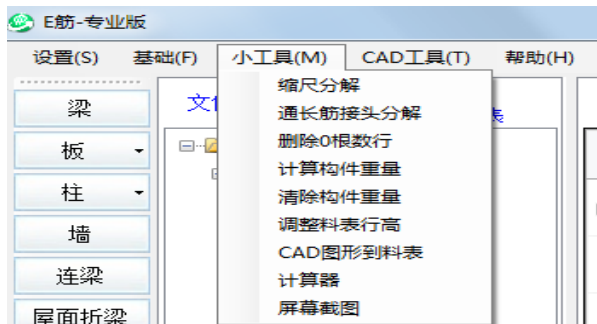 E筋-专业版
设置(S) 基础(F) 小工具(M) CAD工具(T) 帮助(H)
梁
板
柱
墙
连梁
屋面折梁
文
缩尺分解
通长筋接头分解
删除0根数行
计算构件重量
清除构件重量
调整料表行高
CAD图形到料表
计算器
屏幕截图